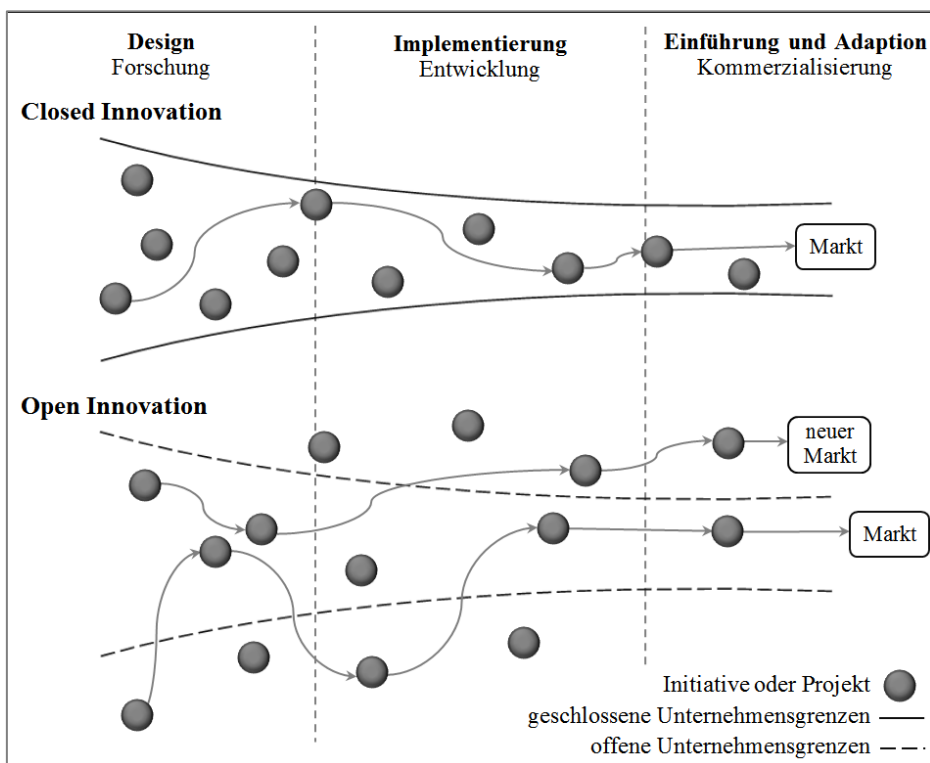 Design
Forschung
Implementierung
Entwicklung
Einführung und Adaption
Kommerzialisierung
Closed Innovation
Markt
Open Innovation
neuer
Markt
Markt
Initiative oder Projekt
geschlossene Unternehmensgrenzen
offene Unternehmensgrenzen